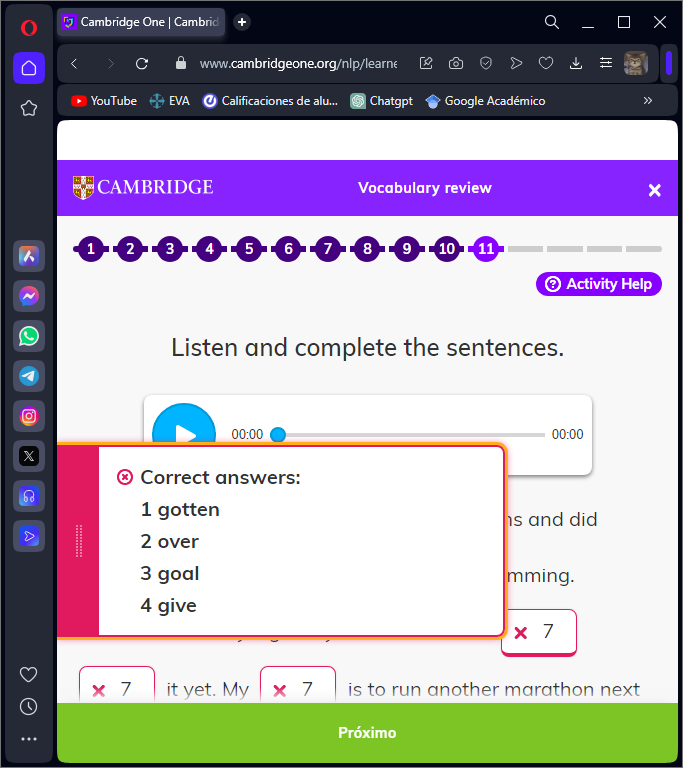 Cambridge One | Cambrid
www.cambridgeone.org/nlp/learne
YouTube EVA Calificaciones de alu... Chatgpt Google Académico
CAMBRIDGE Vocabulary review
1 2 3 4 5 6 7 8 9 10 11
Activity Help
Listen and complete the sentences.
00:00 00:00
Correct answers:
1 gotten
2 over
3 goal
4 give
and did
mming.
7
7 it yet. My 7 is to run another marathon next
Próximo